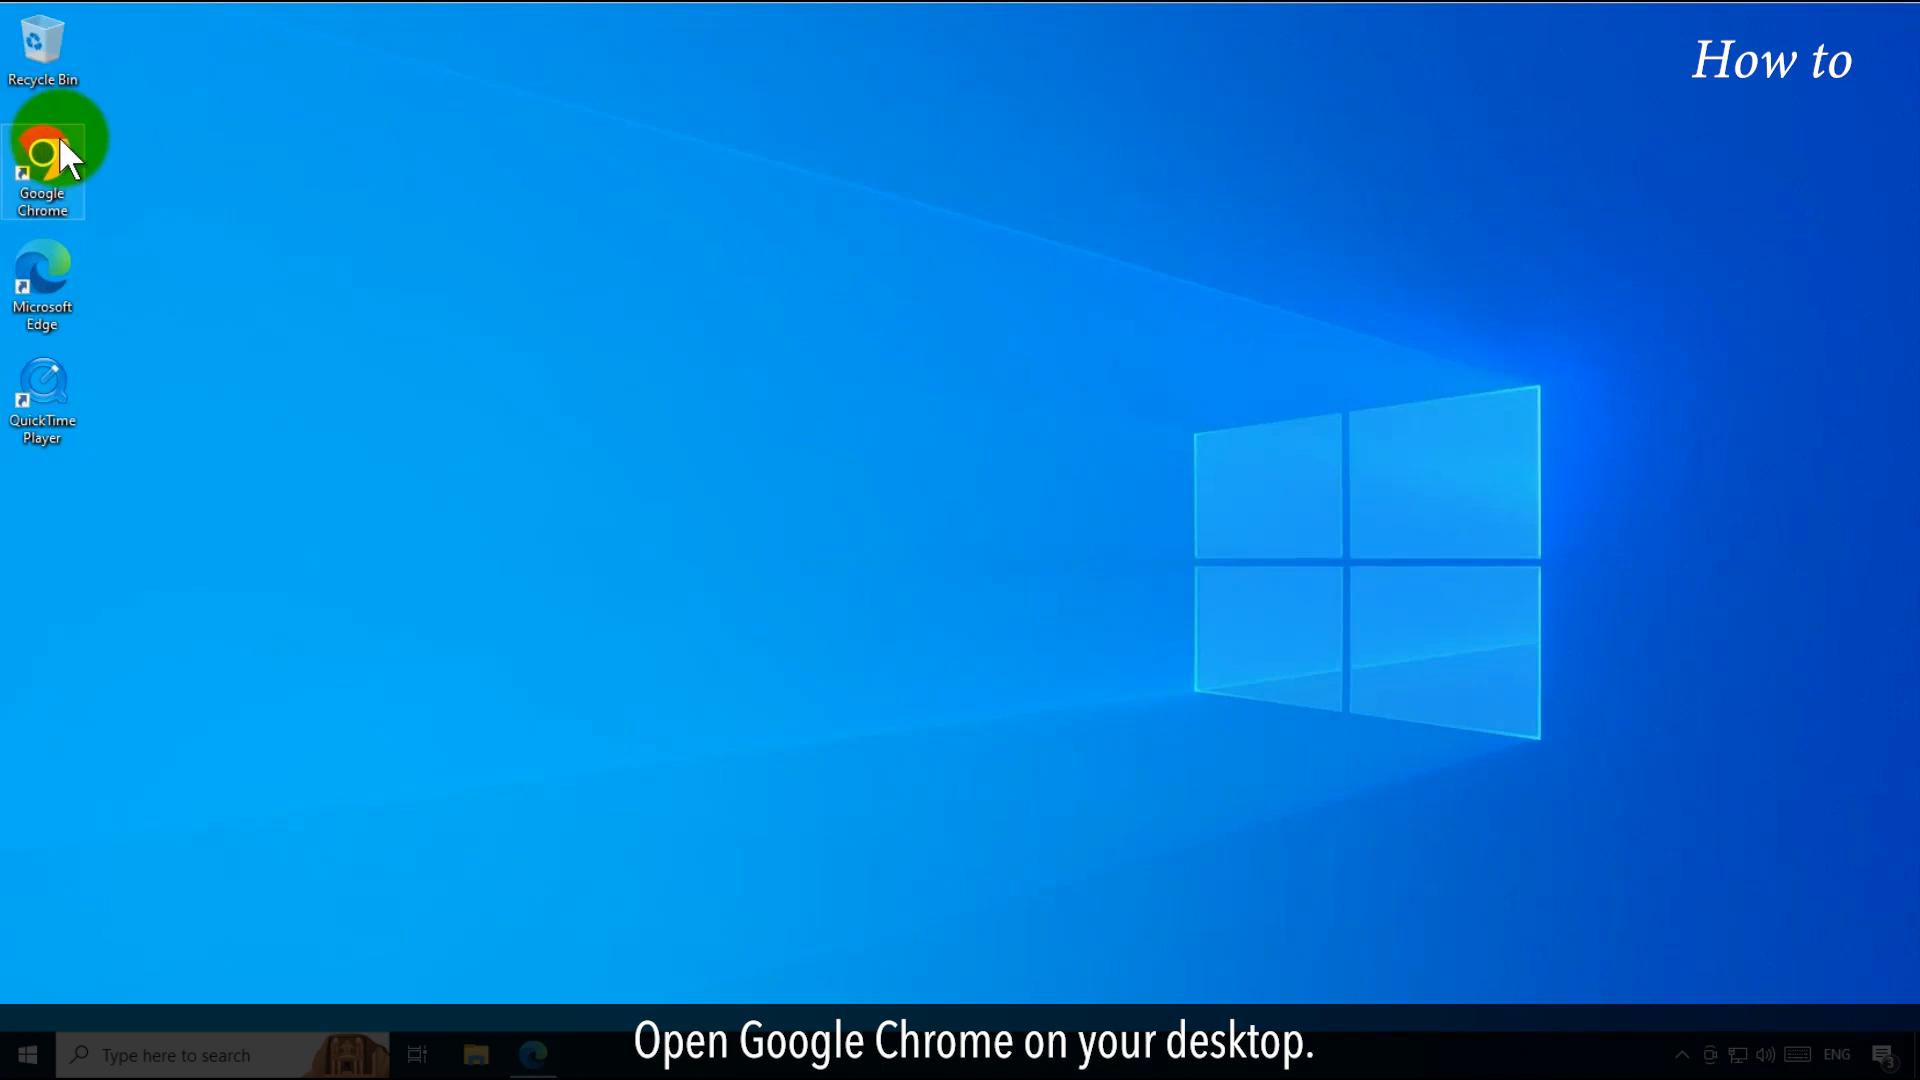 How to
Recycle Bin
Google
Chrome
Microsoft
Edge
QuickTime
Player
Open Google Chrome on your desktop.
Type here to search
ENG
3